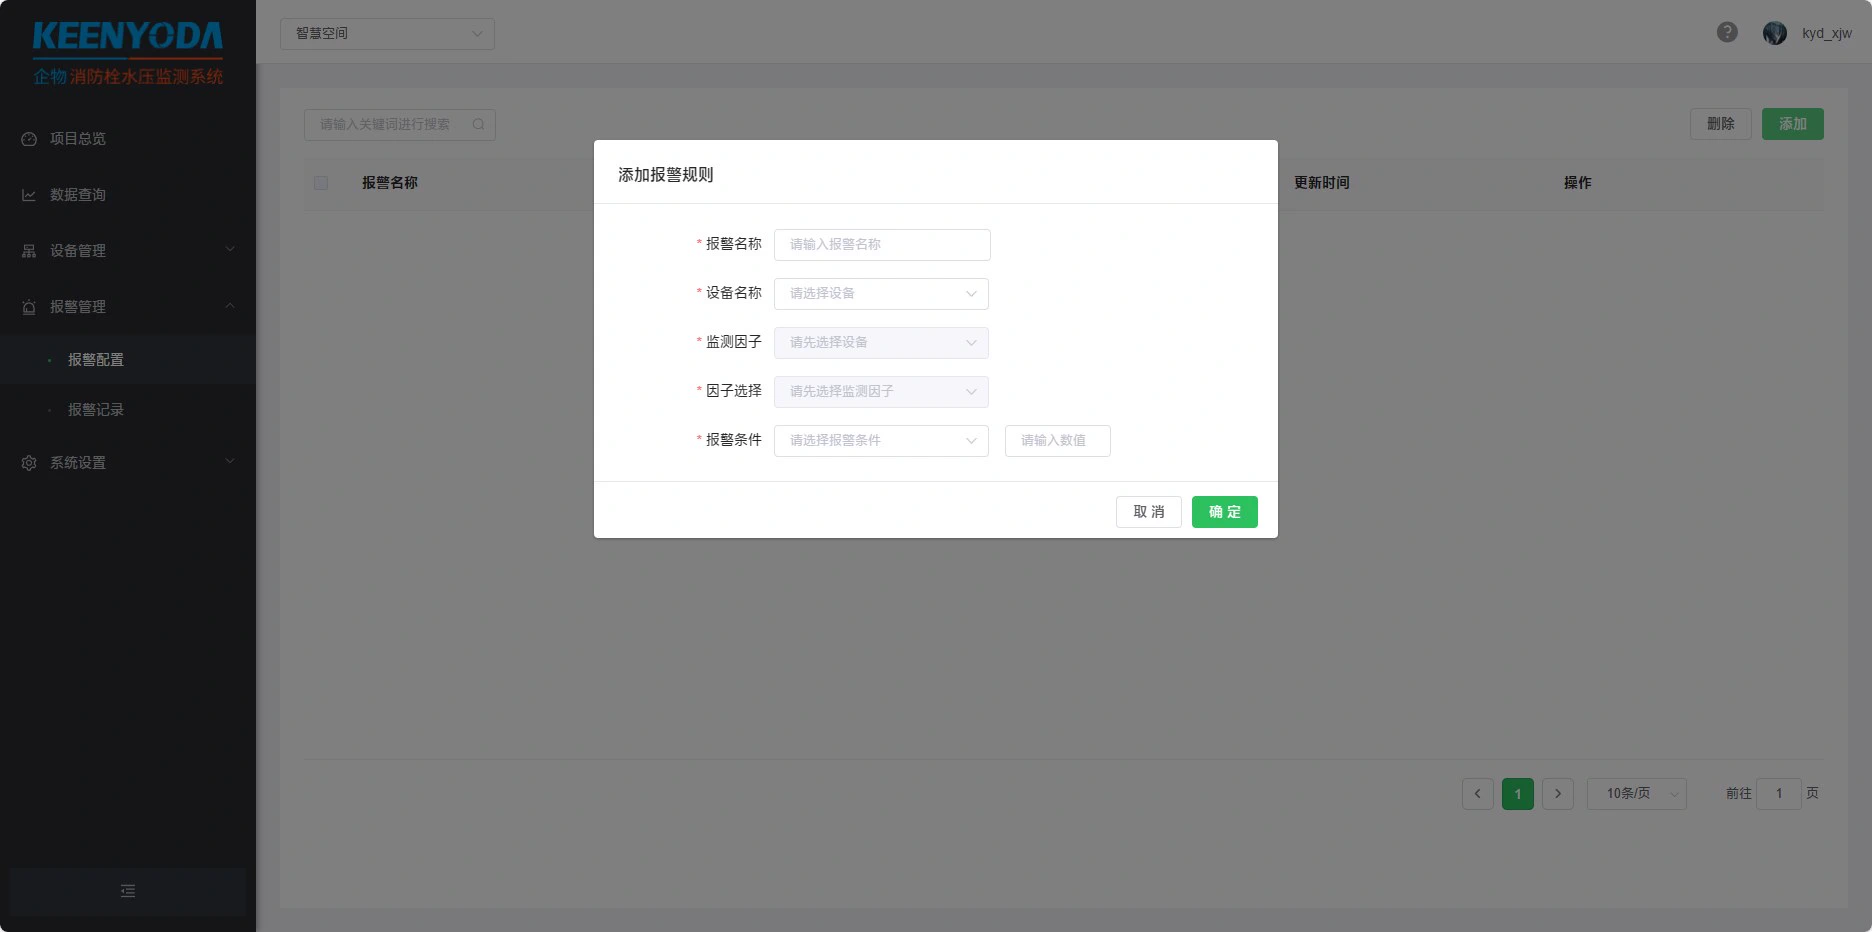 KEENYODA
企物 消防栓水压监测系统
项目总览
数据查询
设备管理
报警管理
报警配置
报警记录
系统设置
智慧空间
? kyd_xjw
请输入关键词进行搜索
删除 添加
报警名称 更新时间 操作
添加报警规则
* 报警名称 请输入报警名称
* 设备名称 请选择设备
* 监测因子 请先选择设备
* 因子选择 请先选择监测因子
* 报警条件 请选择报警条件 请输入数值
取 消 确 定
1 10条/页 前往 1 页